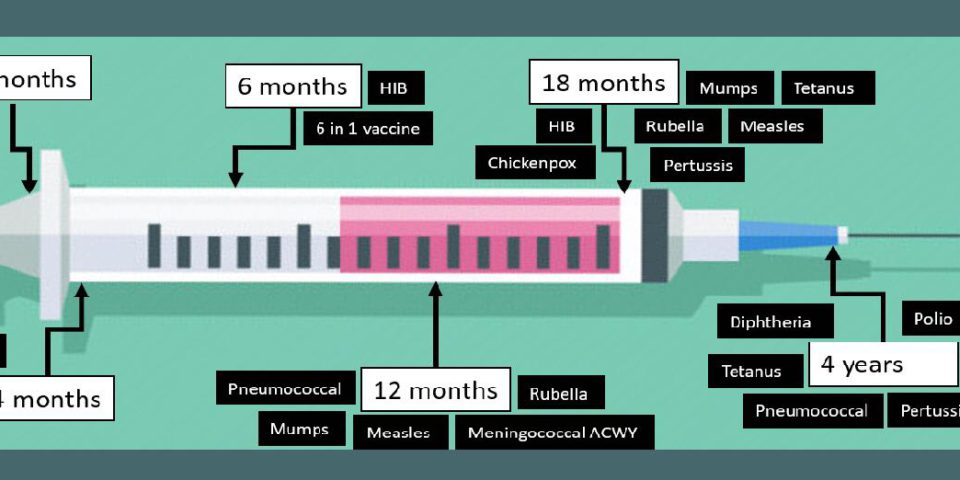 months
6 months
HIB
6 in 1 vaccine
18 months
Mumps
Tetanus
HIB
Rubella
Measles
Chickenpox
Pertussis
4 months
Pneumococcal
12 months
Rubella
Mumps
Measles
Meningococcal ACWY
Diphtheria
Polio
Tetanus
4 years
Pneumococcal
Pertussi